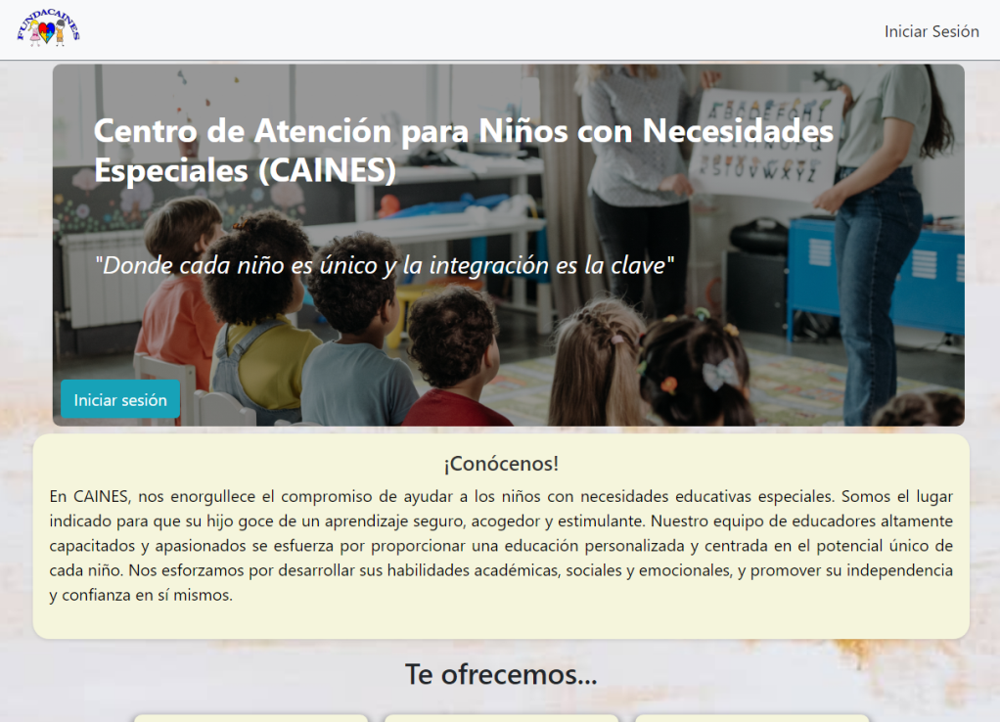 FUNDACAINES
Iniciar Sesión
Centro de Atención para Niños con Necesidades
Especiales (CAINES)
"Donde cada niño es único y la integración es la clave"
Iniciar sesión
¡Conócenos!
En CAINES, nos enorgullece el compromiso de ayudar a los niños con necesidades educativas especiales. Somos el lugar
indicado para que su hijo goce de un aprendizaje seguro, acogedor y estimulante. Nuestro equipo de educadores altamente
capacitados y apasionados se esfuerza por proporcionar una educación personalizada y centrada en el potencial único de
cada niño. Nos esforzamos por desarrollar sus habilidades académicas, sociales y emocionales, y promover su independencia
y confianza en sí mismos.
Te ofrecemos...